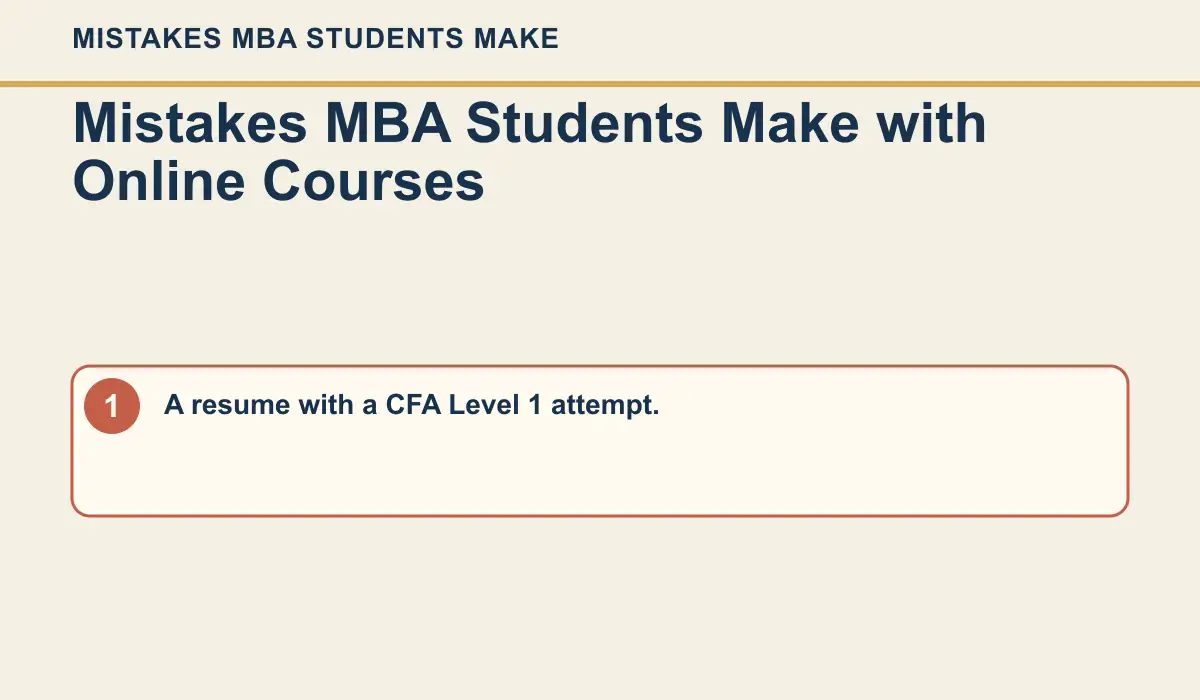 MISTAKES MBA STUDENTS MAKE
Mistakes MBA Students Make with
Online Courses
1 A resume with a CFA Level 1 attempt.